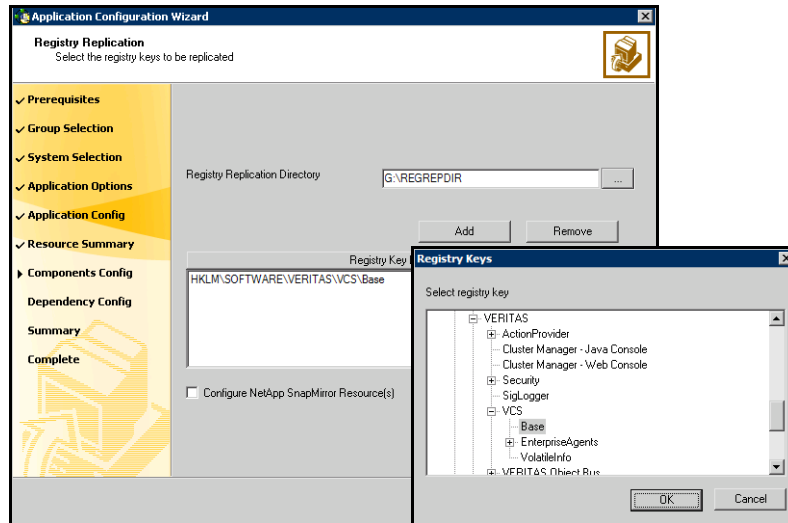 Application Configuration Wizard
Registry Replication
Select the registry keys to be replicated
✓ Prerequisites
✓ Group Selection
✓ System Selection
✓ Application Options
✓ Application Config
✓ Resource Summary
Components Config
Dependency Config
Summary
Complete
Registry Replication Directory
G:\REGREPDIR
...
Add
Remove
Registry Key
HKLM\SOFTWARE\VERITAS\VCS\Base
Configure NetApp SnapMirror Resource(s)
Registry Keys
Select registry key
VERITAS
ActionProvider
Cluster Manager - Java Console
Cluster Manager - Web Console
Security
SigLogger
VCS
Base
EnterpriseAgents
VolatileInfo
VERITAS Object Bus
OK
Cancel